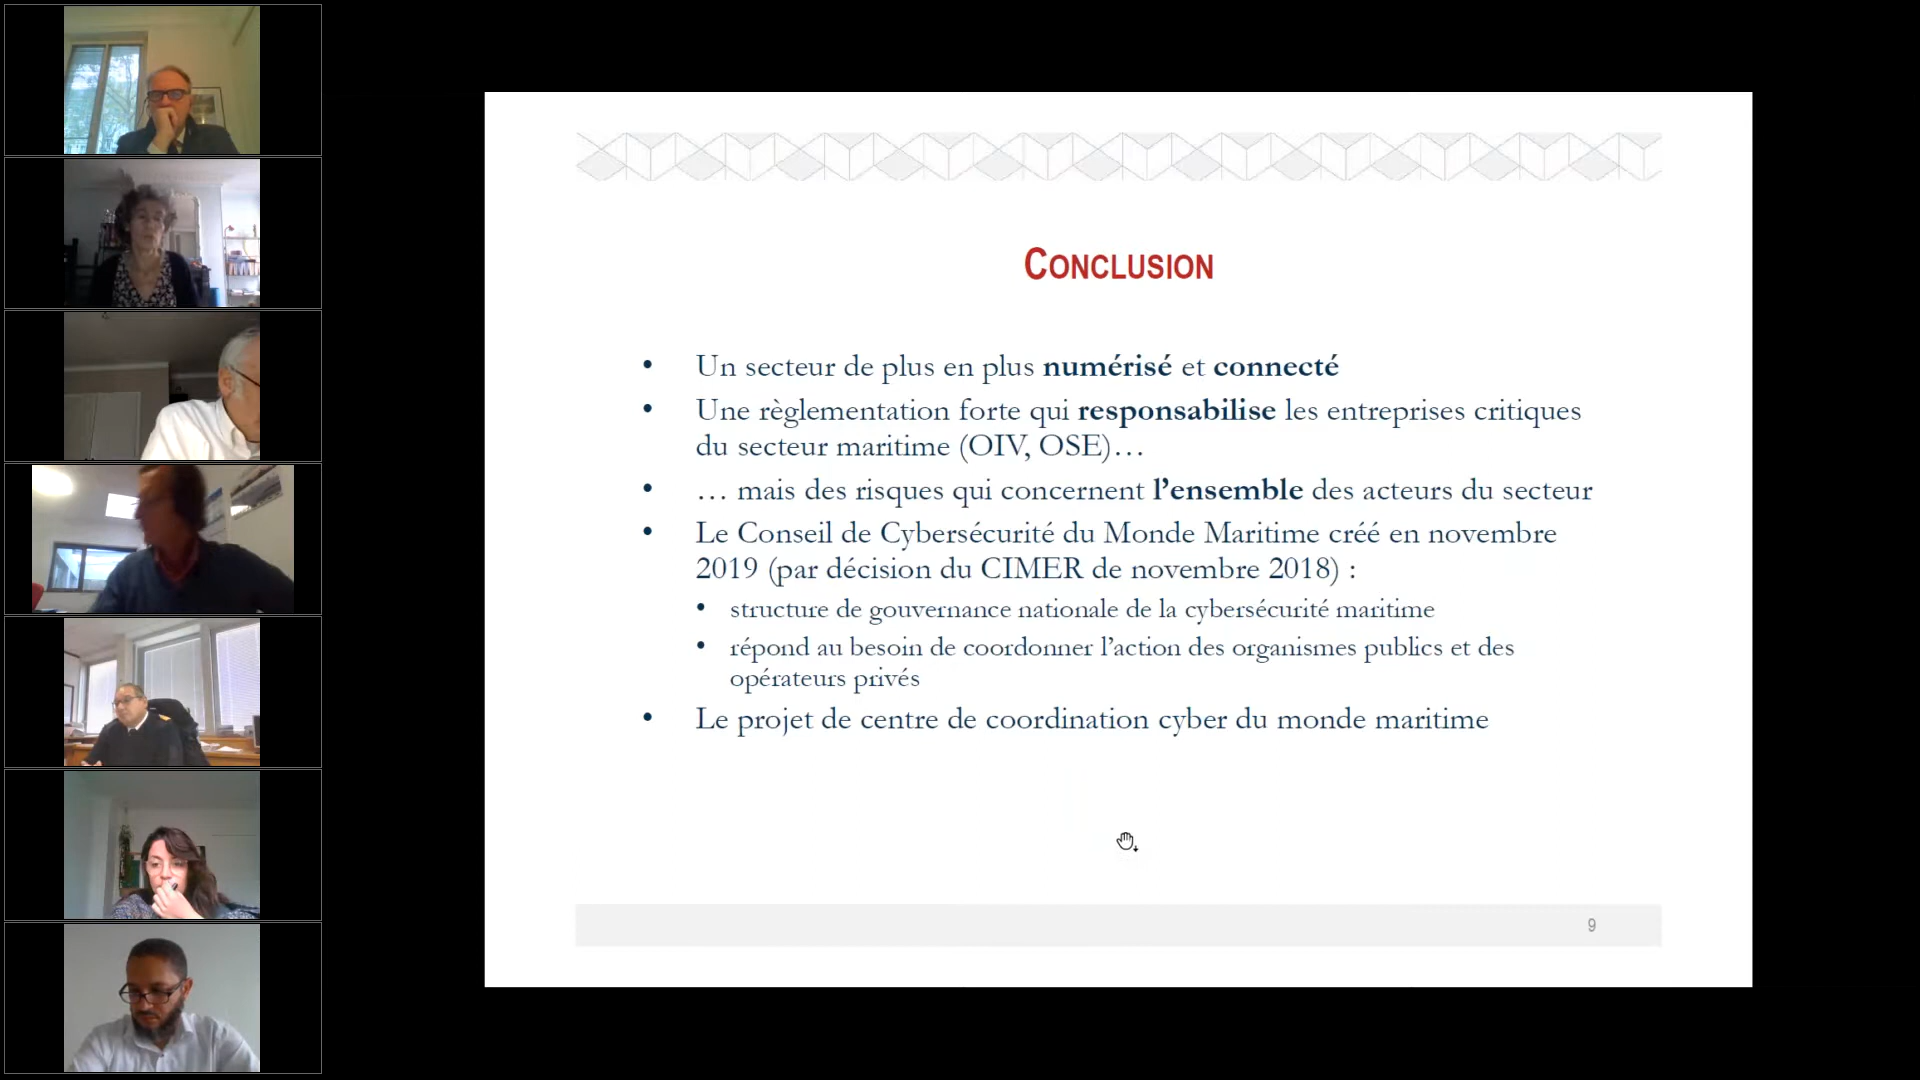 CONCLUSION
• Un secteur de plus en plus numérisé et connecté
• Une règlementation forte qui responsabilise les entreprises critiques
du secteur maritime (OIV, OSE)…
• … mais des risques qui concernent l’ensemble des acteurs du secteur
• Le Conseil de Cybersécurité du Monde Maritime créé en novembre
2019 (par décision du CIMER de novembre 2018) :
• structure de gouvernance nationale de la cybersécurité maritime
• répond au besoin de coordonner l’action des organismes publics et des
opérateurs privés
• Le projet de centre de coordination cyber du monde maritime
9